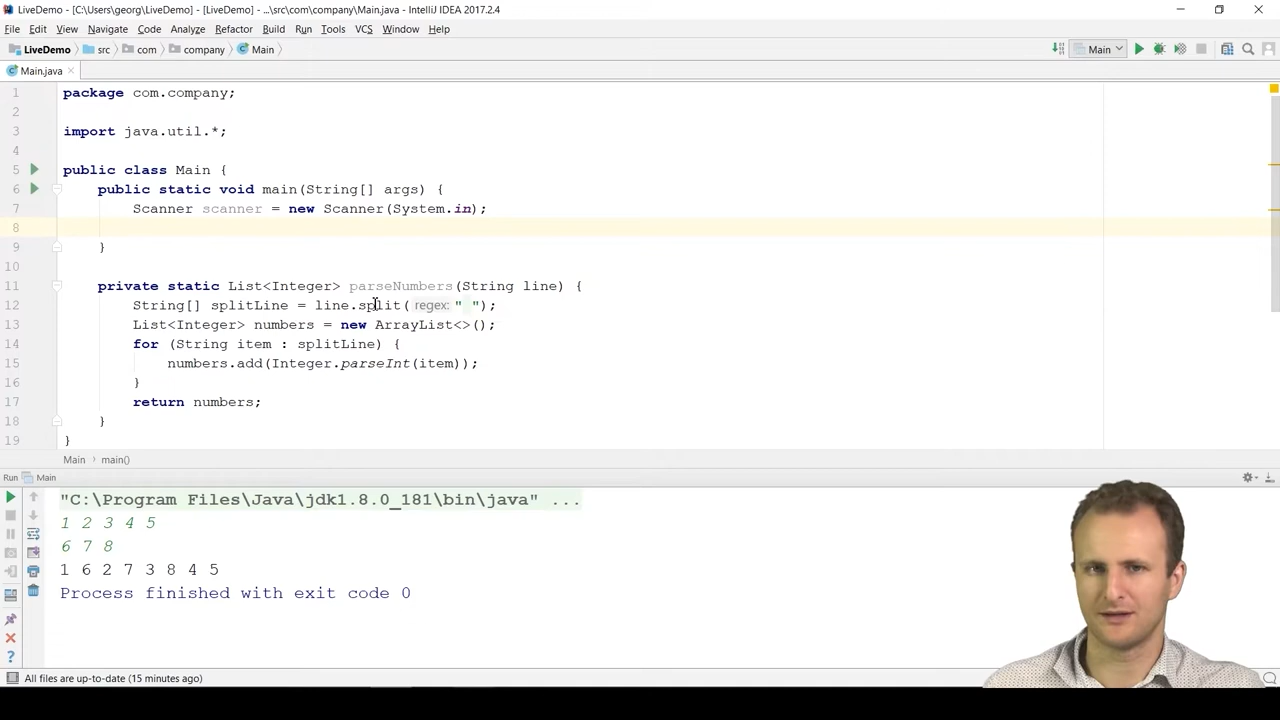 LiveDemo - [C:\Users\georg\LiveDemo] - [LiveDemo] - ...\src\com\company\Main.java - IntelliJ IDEA 2017.2.4
File Edit View Navigate Code Analyze Refactor Build Run Tools VCS Window Help
LiveDemo src com company Main Main
Main.java
1 package com.company;
2
3 import java.util.*;
4
5 public class Main {
6 public static void main(String[] args) {
7 Scanner scanner = new Scanner(System.in);
8
9 }
10
11 private static List<Integer> parseNumbers(String line) {
12 String[] splitLine = line.split( regex: " ");
13 List<Integer> numbers = new ArrayList<>();
14 for (String item : splitLine) {
15 numbers.add(Integer.parseInt(item));
16 }
17 return numbers;
18 }
19 }
Main main()
Run Main
"C:\Program Files\Java\jdk1.8.0_181\bin\java" ...
1 2 3 4 5
6 7 8
1 6 2 7 3 8 4 5
Process finished with exit code 0
All files are up-to-date (15 minutes ago)